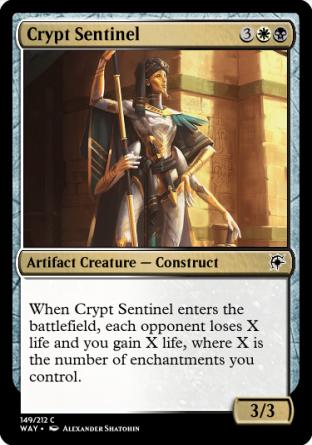 Crypt Sentinel 3
Artifact Creature — Construct
When Crypt Sentinel enters the
battlefield, each opponent loses X
life and you gain X life, where X is
the number of enchantments you
control.
3/3
149/212 C
WAY • Alexander Shatohin